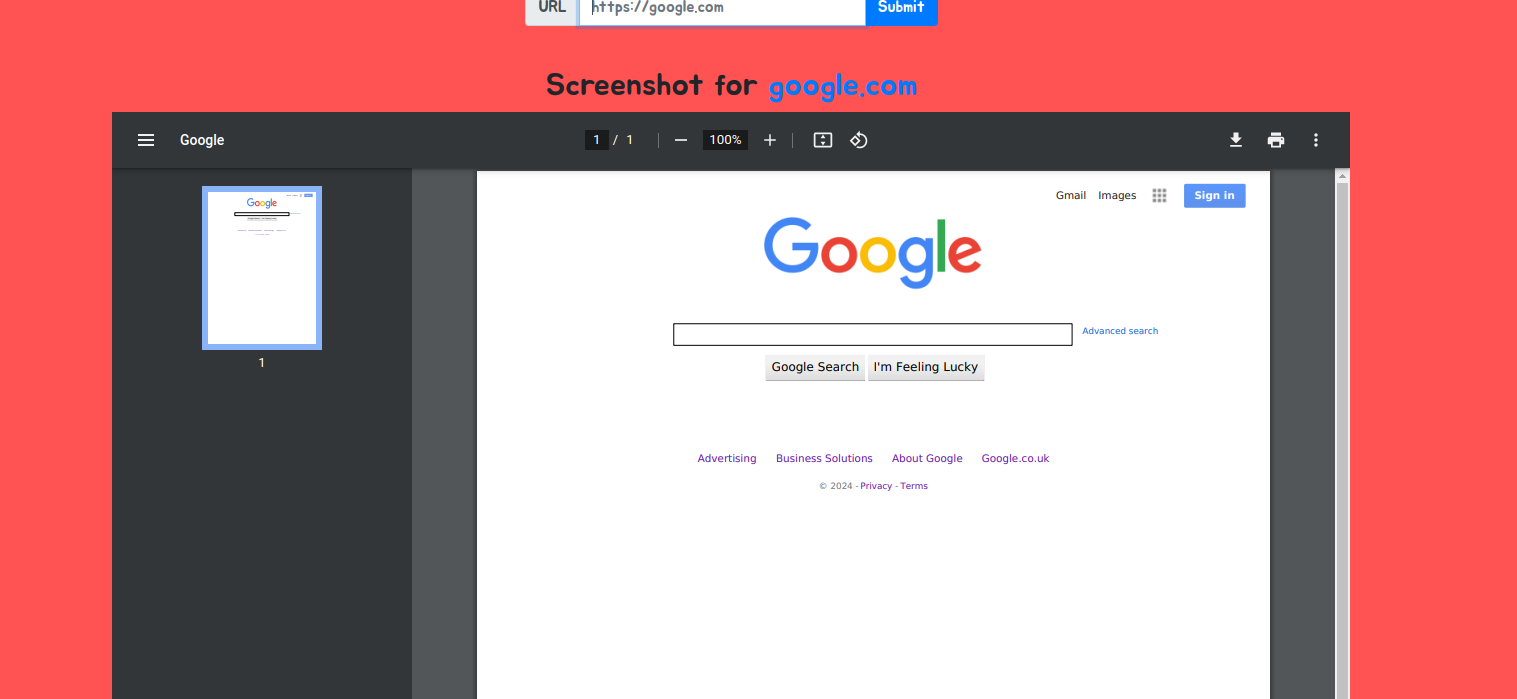 URL https://google.com Submit
Screenshot for google.com
Google 1 / 1 100%
Gmail Images Sign in
Google
Advanced search
Google Search I'm Feeling Lucky
Advertising Business Solutions About Google Google.co.uk
© 2024 - Privacy - Terms
Google
1